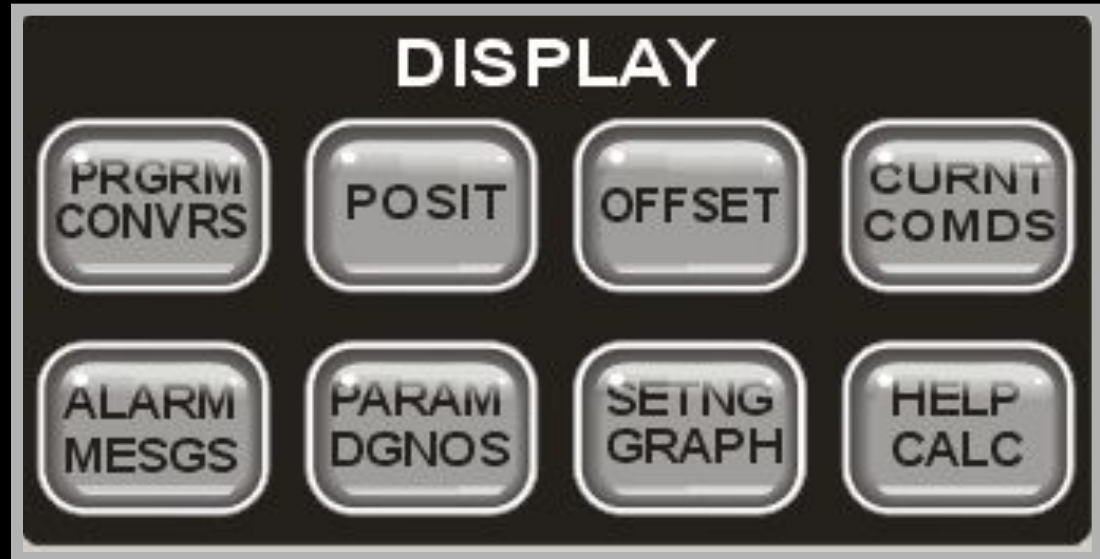 DISPLAY
PRGRM
CONVRS
POSIT
OFFSET
CURNT
COMDS
ALARM
MESGS
PARAM
DGNOS
SETNG
GRAPH
HELP
CALC